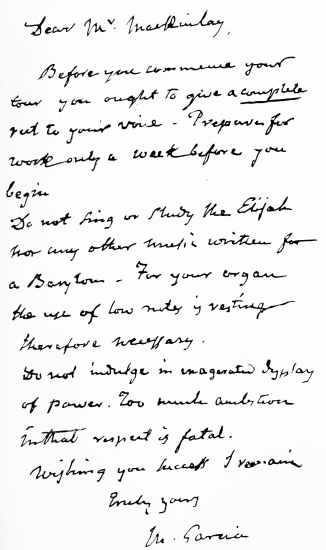 Dear Mr. MacKinlay,
Before you commence your
tour you ought to give a complete
rest to your voice – Prepare for
work only a week before you
begin
Do not sing or study the Elijah
nor any other music written for
a Barytone – For your organ
the use of low notes is resting
therefore necessary.
Do not indulge in exagerated display
of power. Too much ambition
in that respect is fatal.
Wishing you success I remain
Truly yours
M. Garcia